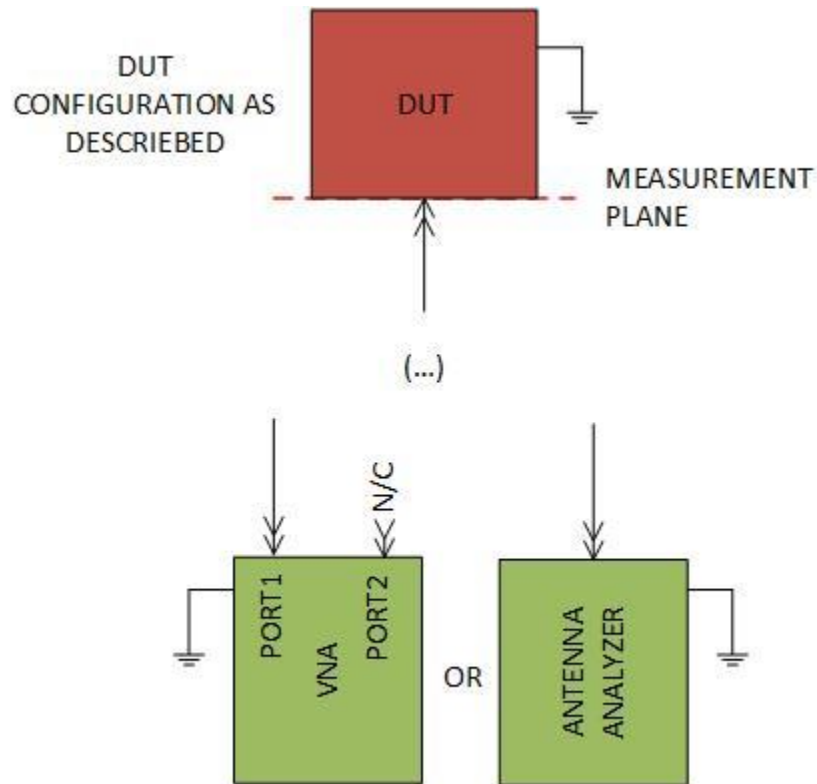 DUT
CONFIGURATION AS
DESCRIEBED
DUT
MEASUREMENT
PLANE
(...)
N/C
PORT1
VNA
PORT2
OR
ANTENNA
ANALYZER